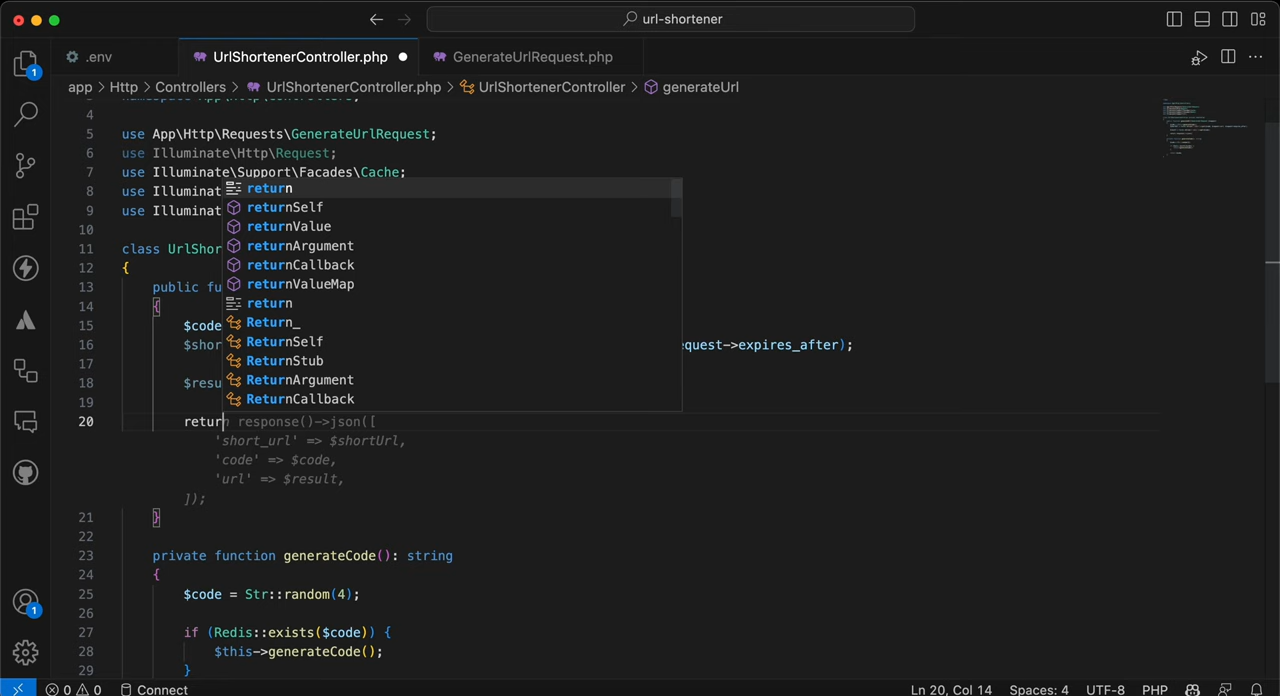 url-shortener
.env
UrlShortenerController.php
GenerateUrlRequest.php
1
app > Http > Controllers > UrlShortenerController.php > UrlShortenerController > generateUrl
4
5 use App\Http\Requests\GenerateUrlRequest;
6 use Illuminate\Http\Request;
7 use Illuminate\Support\Facades\Cache;
8 use Illuminat
9 use Illuminat
10
11 class UrlShor
12 {
13 public fu
14 {
15 $code
16 $shor quest->expires_after);
17
18 $resu
19
20 return response()->json([
'short_url' => $shortUrl,
'code' => $code,
'url' => $result,
]);
21 }
22
23 private function generateCode(): string
24 {
25 $code = Str::random(4);
26
27 if (Redis::exists($code)) {
28 $this->generateCode();
29 }
return
returnSelf
returnValue
returnArgument
returnCallback
returnValueMap
return
Return_
ReturnSelf
ReturnStub
ReturnArgument
ReturnCallback
1
0 0 Connect
Ln 20, Col 14 Spaces: 4 UTF-8 PHP